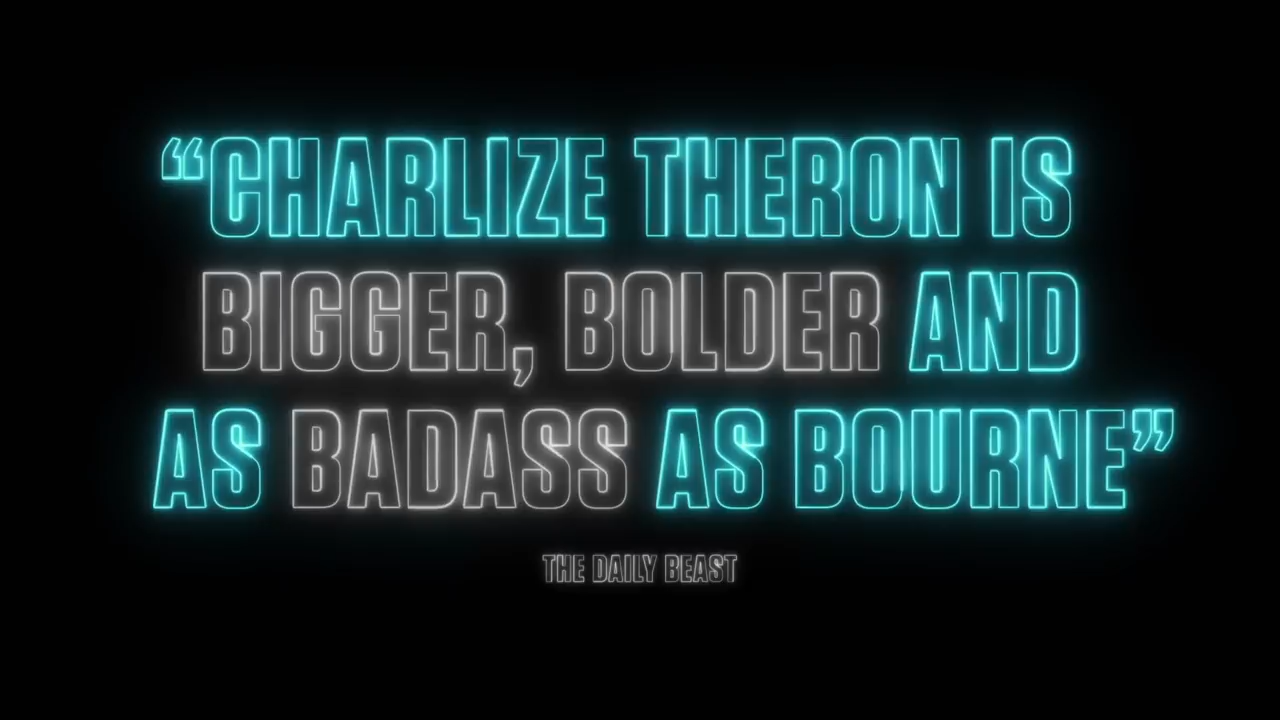 “CHARLIZE THERON IS
BIGGER, BOLDER AND
AS BADASS AS BOURNE”
THE DAILY BEAST